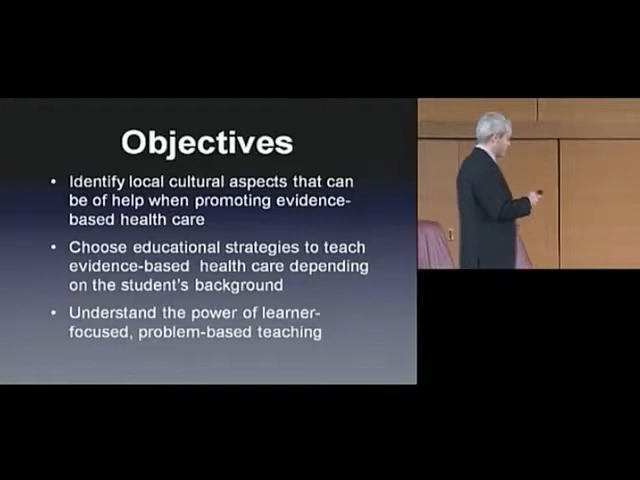 Objectives
• Identify local cultural aspects that can
be of help when promoting evidence-
based health care
• Choose educational strategies to teach
evidence-based  health care depending
on the student's background
• Understand the power of learner-
focused, problem-based teaching